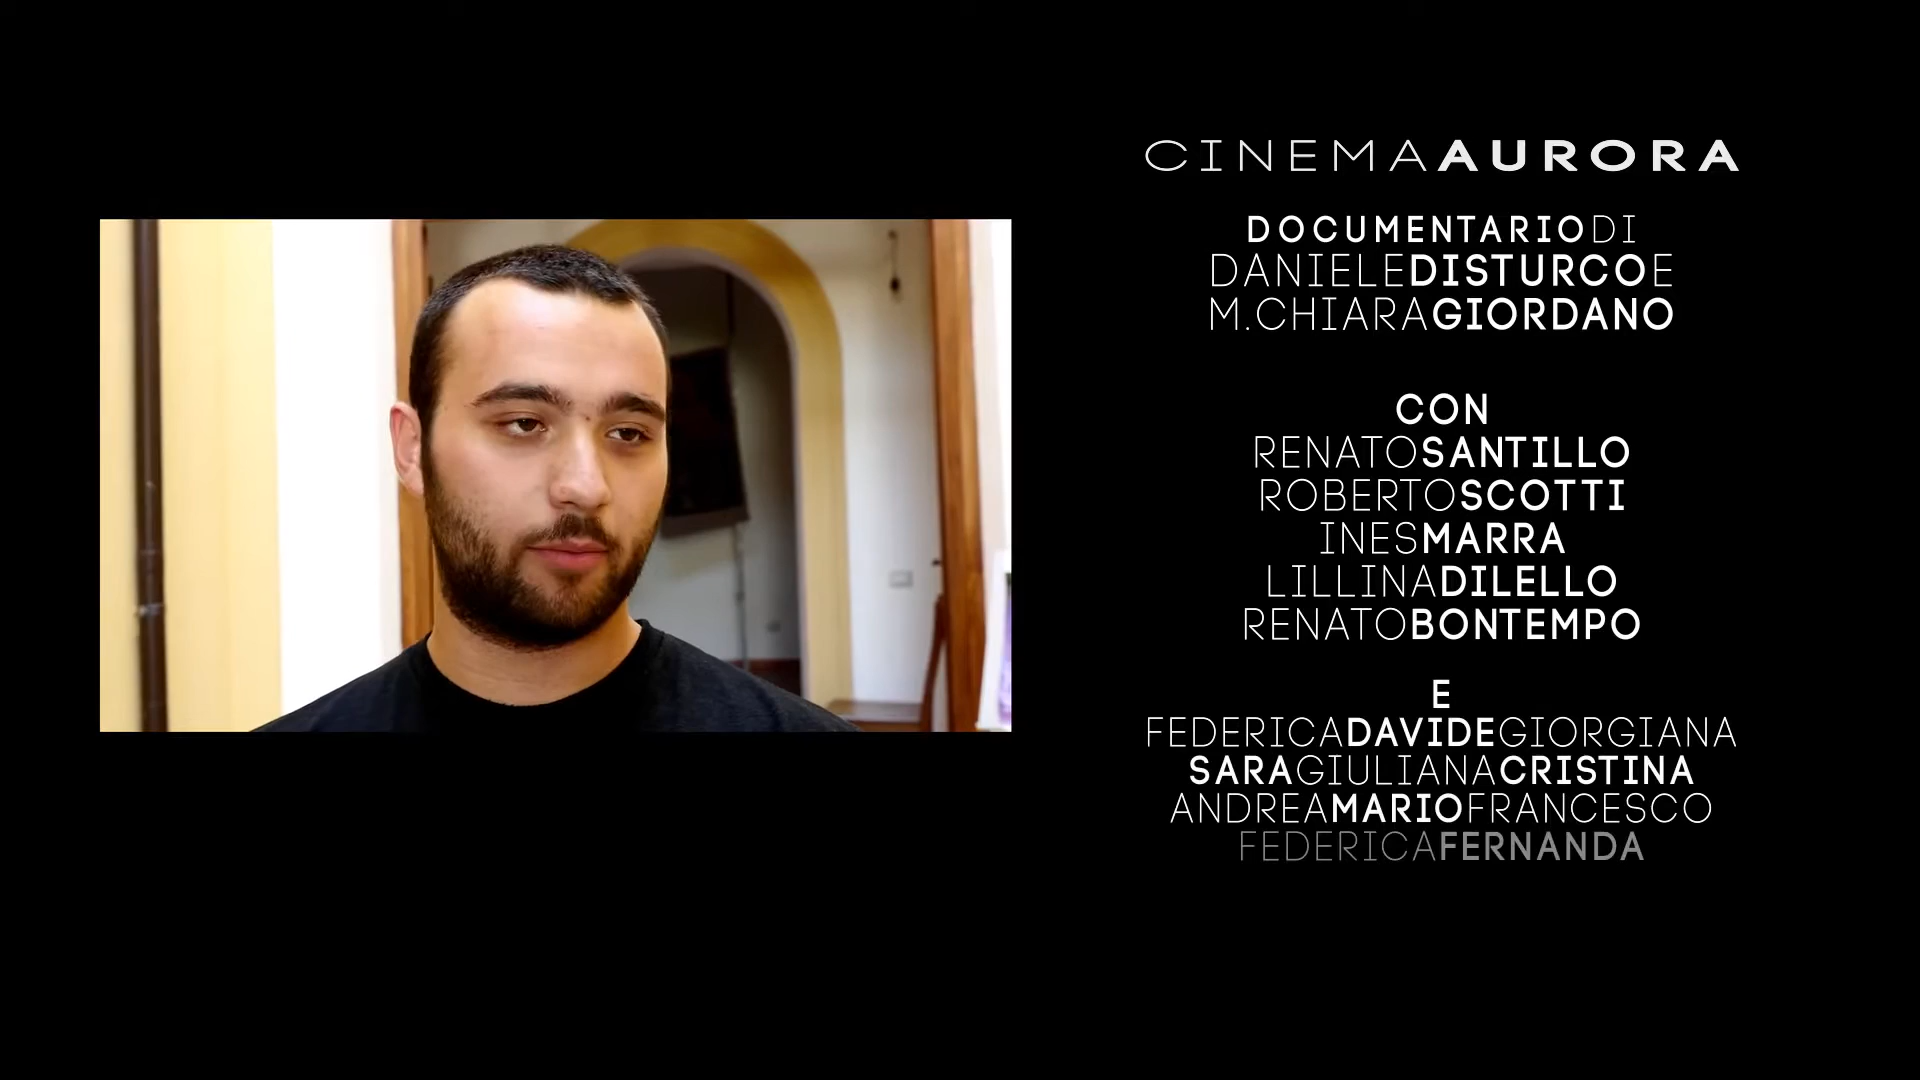 CINEMAAURORA
DOCUMENTARIODI
DANIELEDISTURCOE
M.CHIARAGIORDANO
CON
RENATOSANTILLO
ROBERTOSCOTTI
INESMARRA
LILLINADILELLO
RENATOBONTEMPO
E
FEDERICADAVIDEGIORGIANA
SARAGIULIANACRISTINA
ANDREAMARIOFRANCESCO
FEDERICAFERNANDA